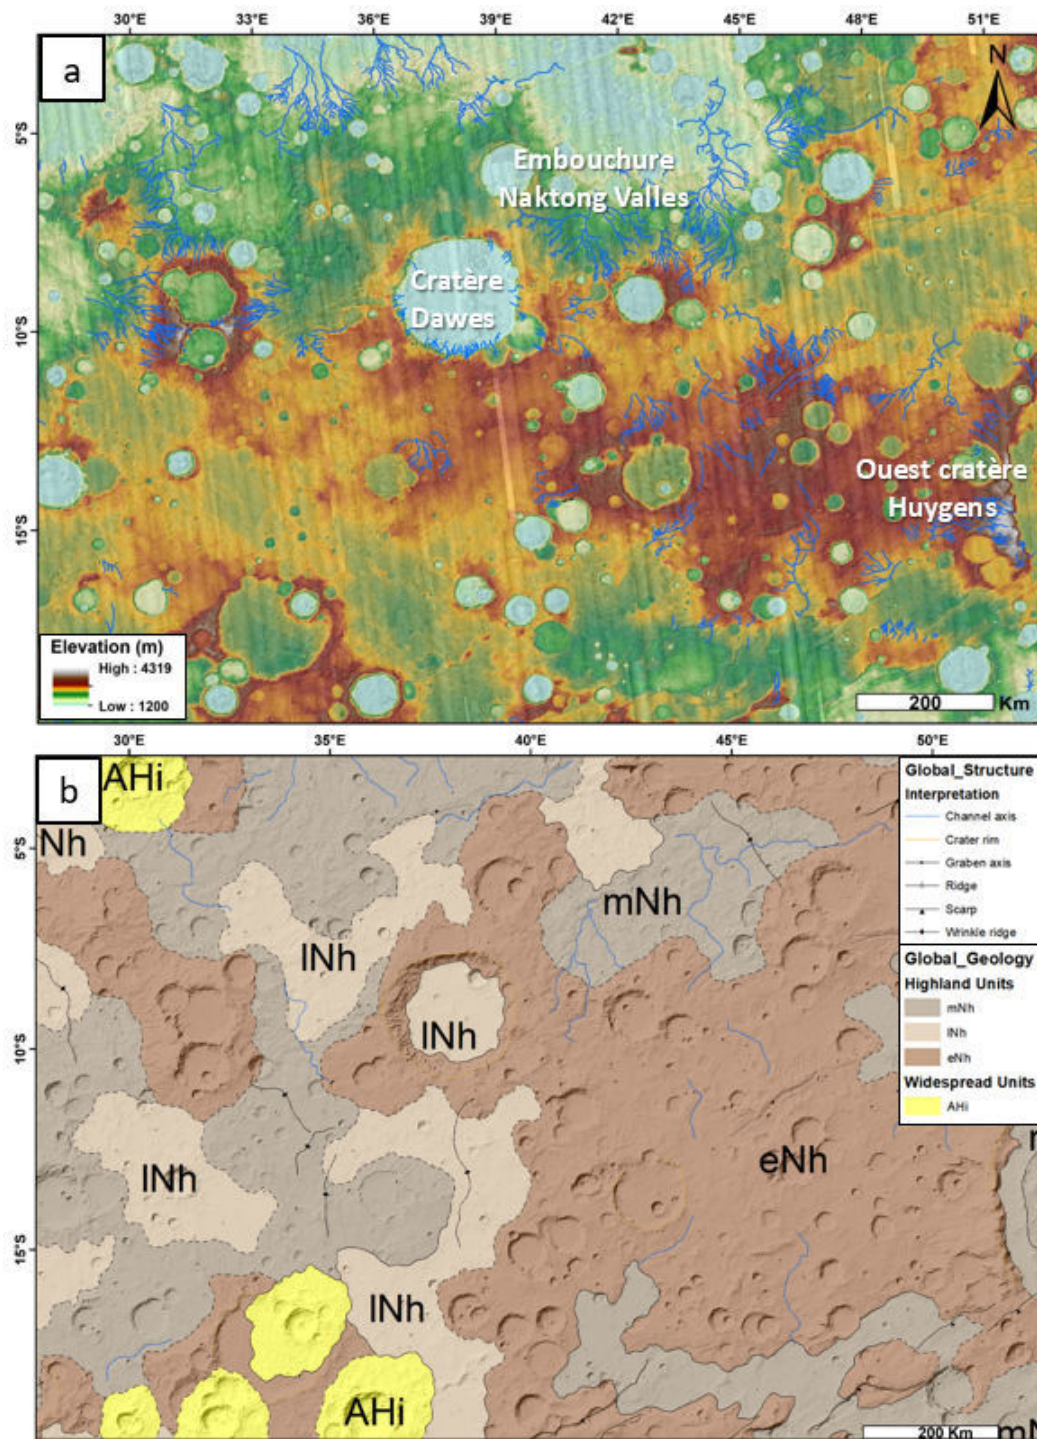 30°E 33°E 36°E 39°E 42°E 45°E 48°E 51°E
a
N
5°S
Embouchure
Naktong Valles
Cratère
Dawes
10°S
Ouest cratère
Huygens
15°S
Elevation (m)
High : 4319
Low : 1200
200 Km
30°E 35°E 40°E 45°E 50°E
b
AHi
Global_Structure
Interpretation
Channel axis
Crater rim
Graben axis
Ridge
Scarp
Wrinkle ridge
Nh
5°S
mNh
lNh
Global_Geology
Highland Units
mNh
lNh
eNh
Widespread Units
AHi
lNh
10°S
eNh
lNh
15°S
lNh
AHi
200 Km